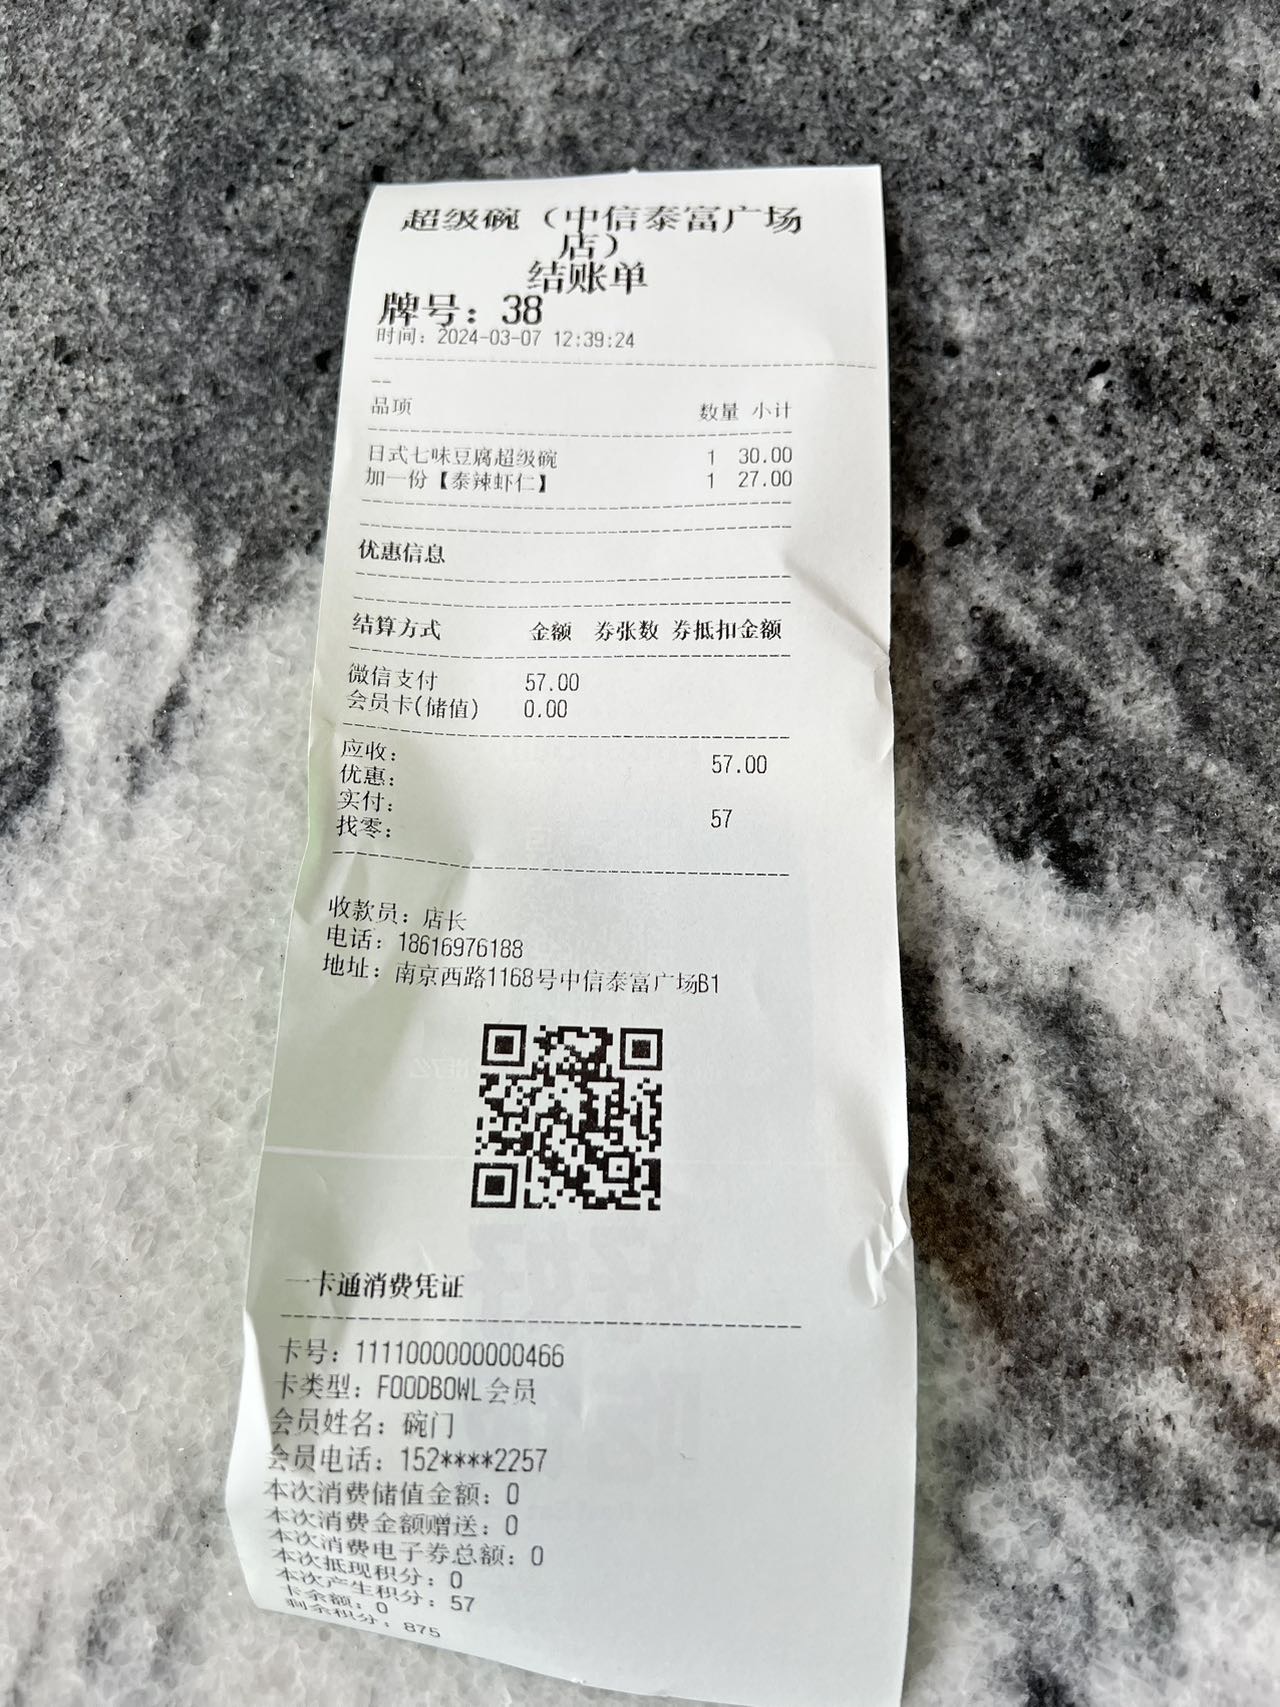 超级碗（中信泰富广场
店）
结账单
牌号：38
时间：2024-03-07 12:39:24
--
品项 数量 小计
日式七味豆腐超级碗 1 30.00
加一份【泰辣虾仁】 1 27.00
优惠信息
结算方式 金额 券张数 券抵扣金额
微信支付 57.00
会员卡(储值) 0.00
应收： 57.00
优惠：
实付： 57
找零：
收款员：店长
电话：18616976188
地址：南京西路1168号中信泰富广场B1
一卡通消费凭证
卡号：1111000000000466
卡类型：FOODBOWL会员
会员姓名：碗门
会员电话：152****2257
本次消费储值金额：0
本次消费金额赠送：0
本次消费电子券总额：0
本次抵现积分：0
本次产生积分：57
卡余额：0
剩余积分：875